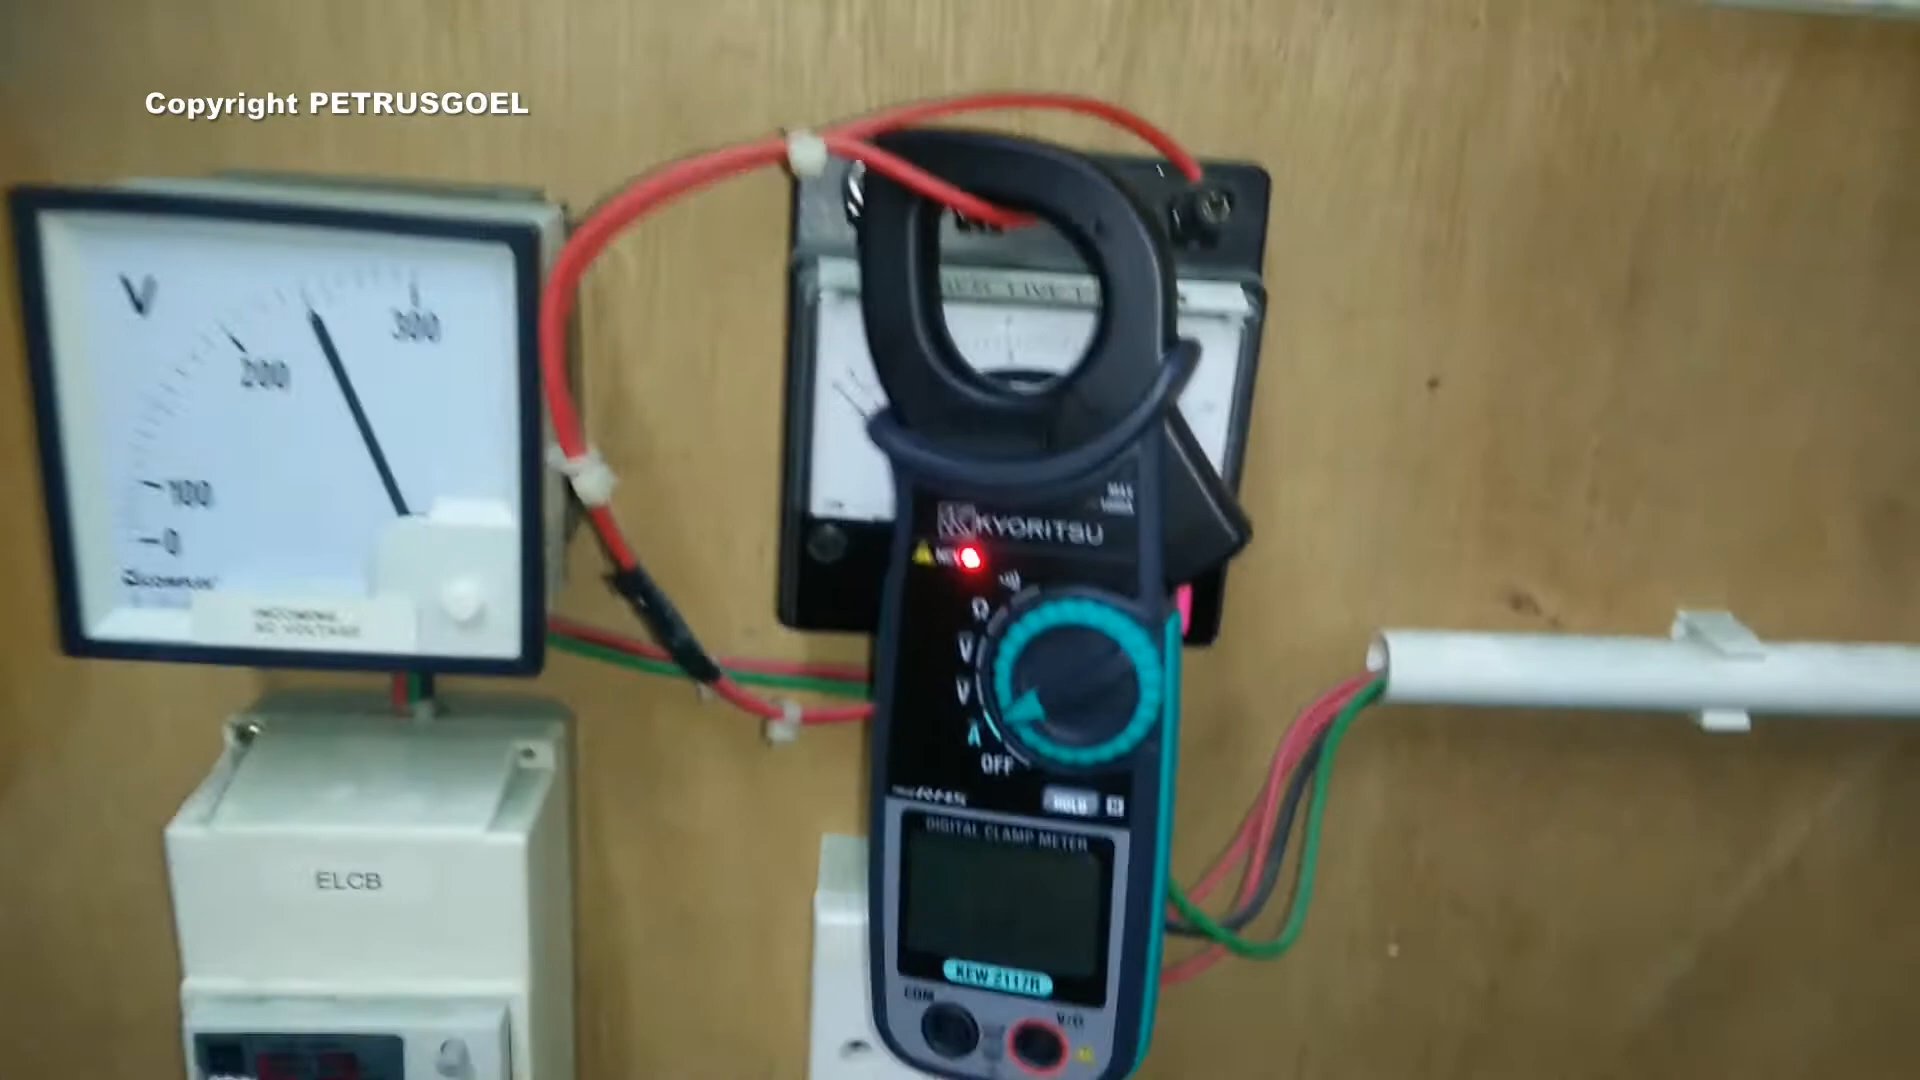 Copyright PETRUSGOEL
V
200
300
100
0
INCOMING
AC VOLTAGE
ELCB
KYORITSU
NCV
Ω
V
V
A
OFF
HOLD
DIGITAL CLAMP METER
KEW 2117R
COM
V/Ω